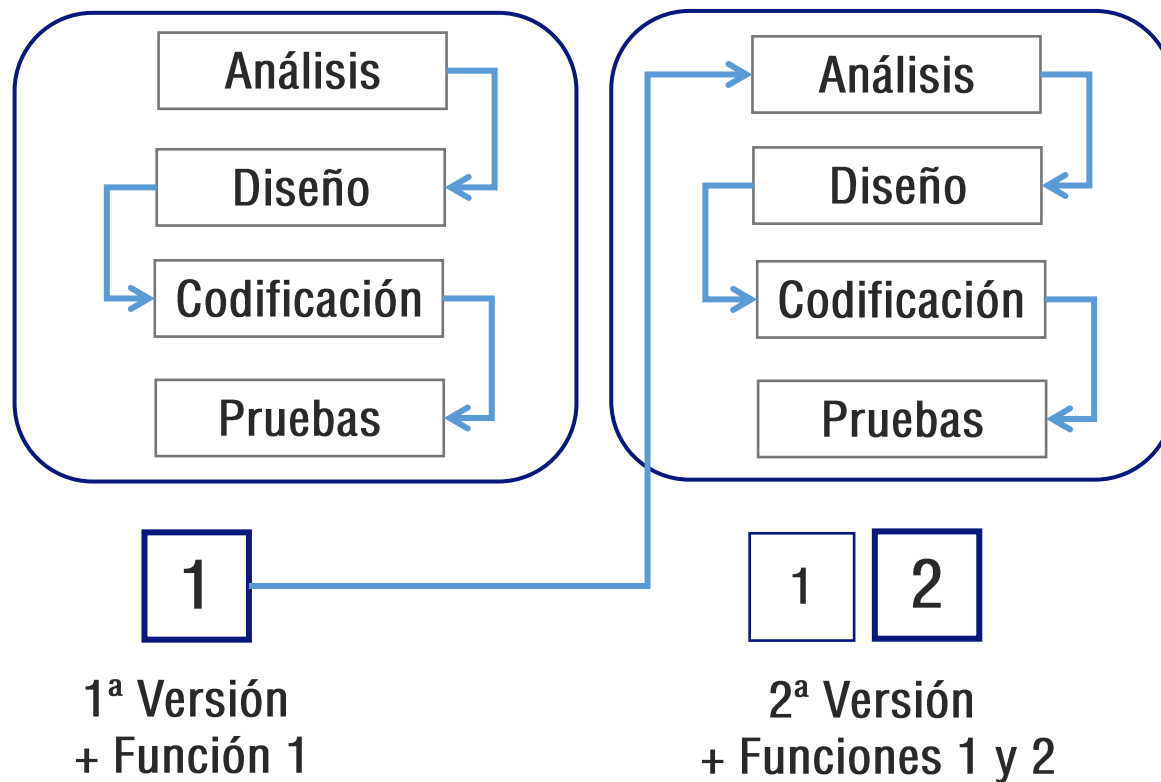 Análisis
Diseño
Codificación
Pruebas
1
1ª Versión
+ Función 1
Análisis
Diseño
Codificación
Pruebas
1 2
2ª Versión
+ Funciones 1 y 2